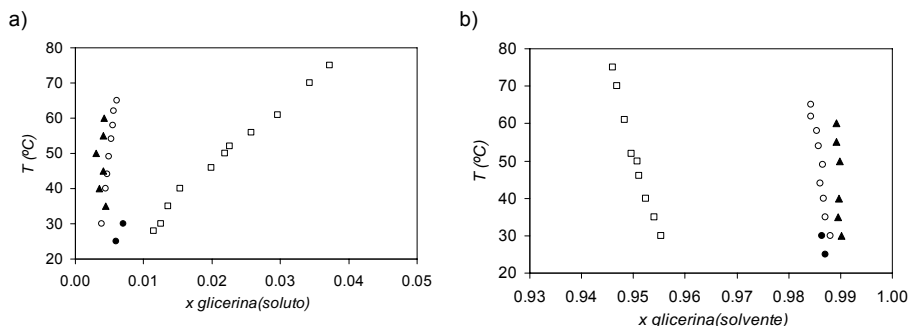 a)
b)
80
70
60
50
40
30
20
T (ºC)
0.00 0.01 0.02 0.03 0.04 0.05
x glicerina(soluto)
80
70
60
50
40
30
20
T (ºC)
0.93 0.94 0.95 0.96 0.97 0.98 0.99 1.00
x glicerina(solvente)